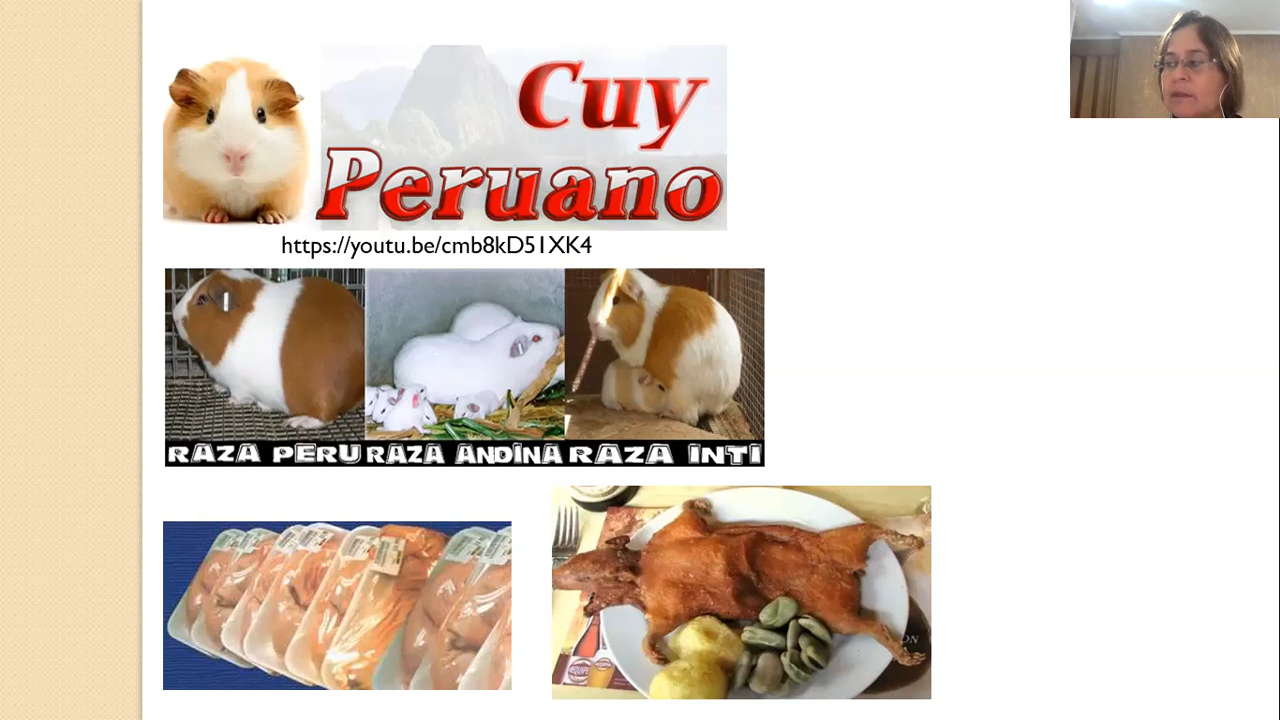 Cuy
Peruano
https://youtu.be/cmb8kD51XK4
RAZA PERU RAZA ANDINA RAZA INTI